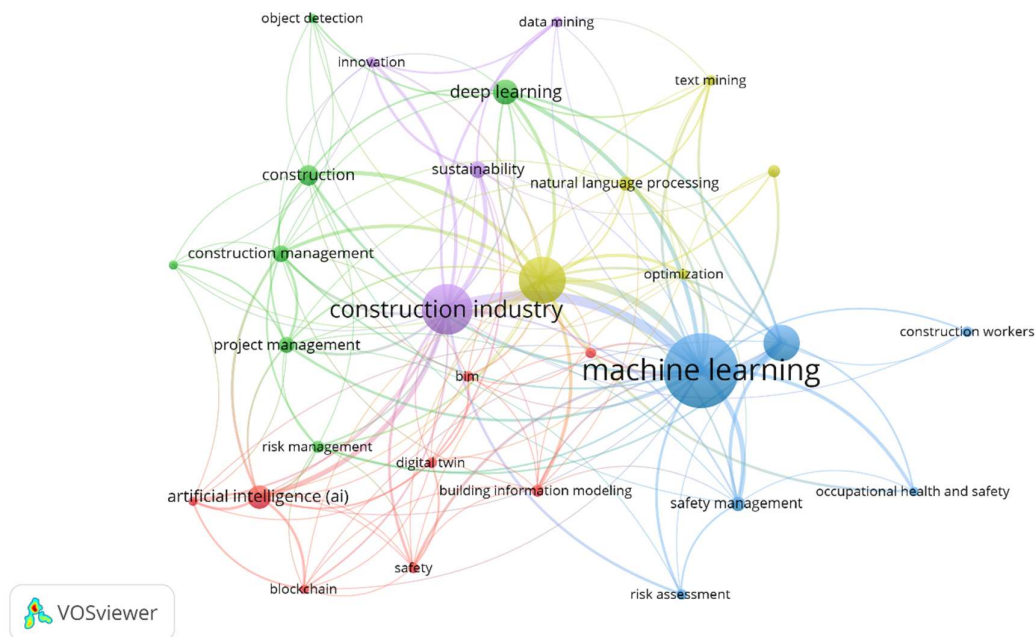 object detection
data mining
innovation
text mining
deep learning
sustainability
construction
natural language processing
construction management
optimization
construction industry
construction workers
project management
machine learning
bim
risk management
digital twin
artificial intelligence (ai)
building information modeling
occupational health and safety
safety management
safety
blockchain
risk assessment
VOSviewer